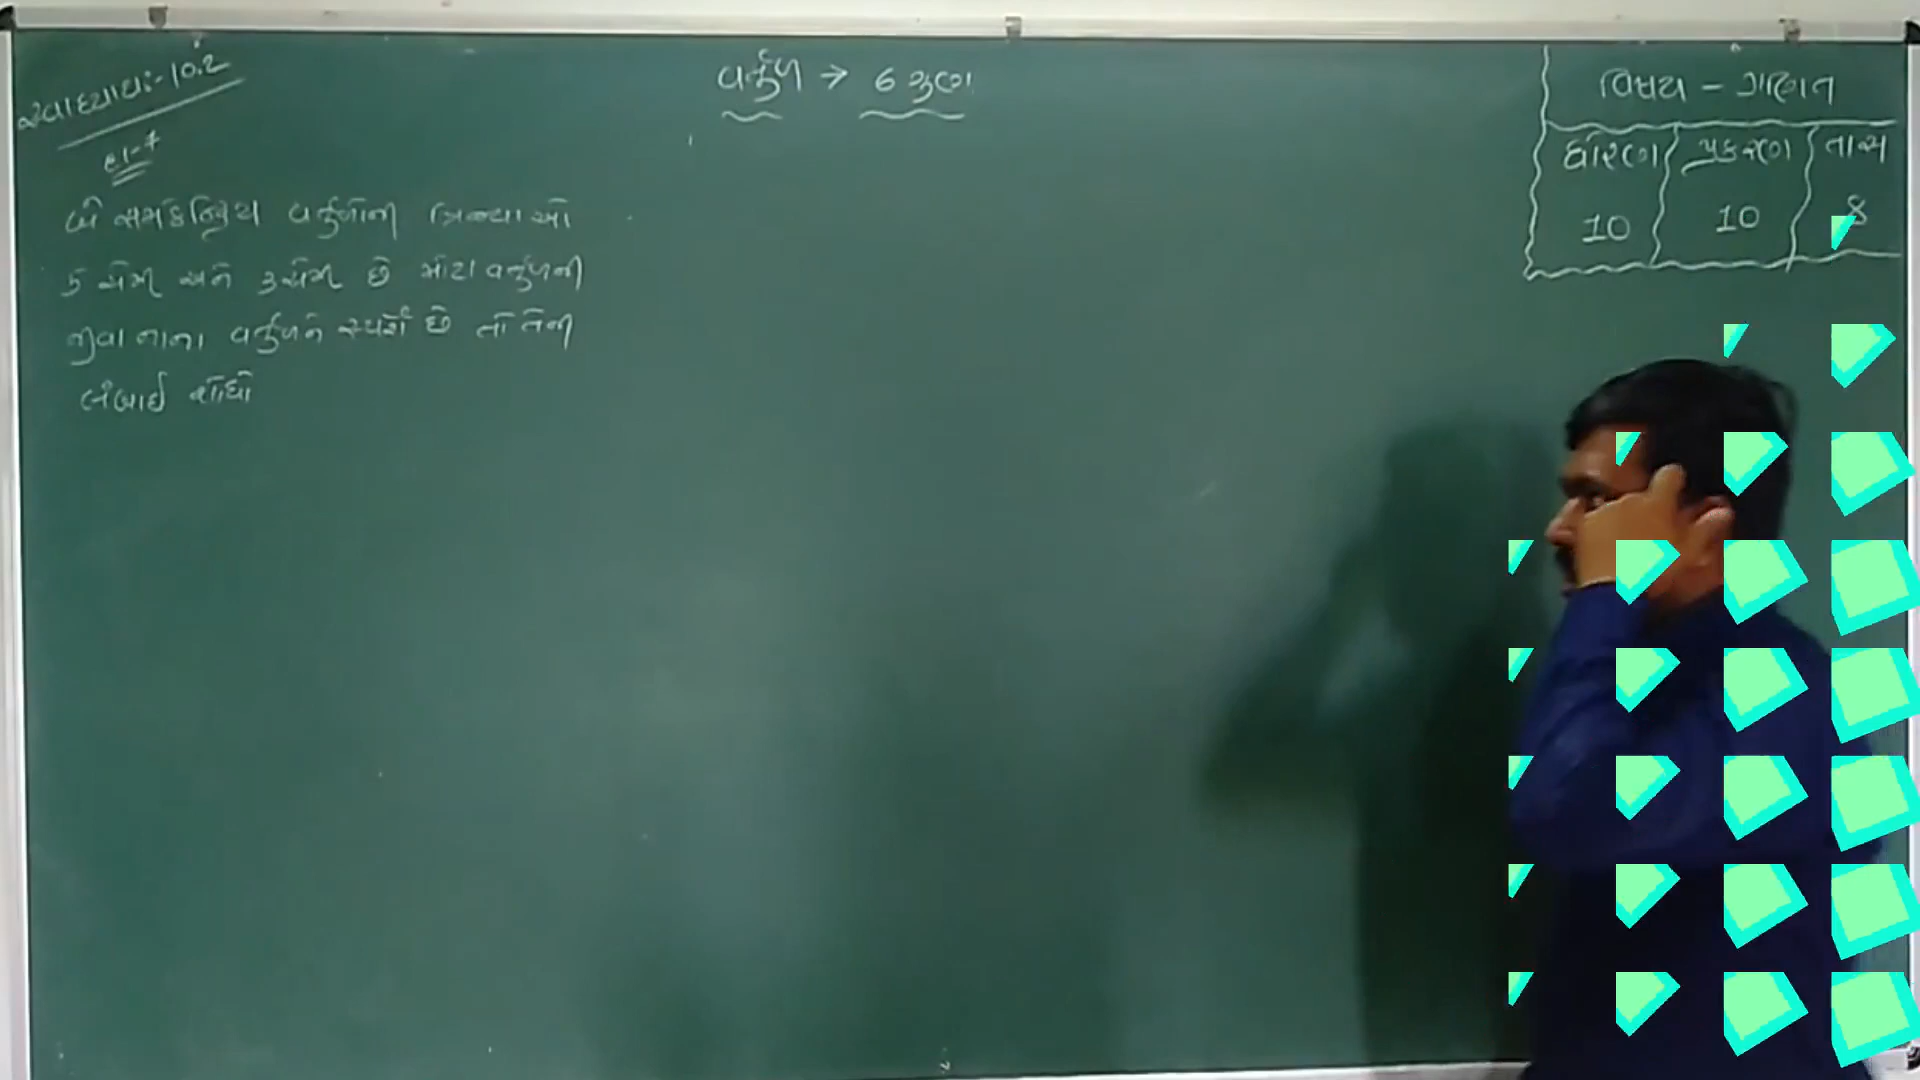 સ્વાધ્યાય:-10.2
દા-7
વર્તુળ → 6 ગુણ
વિષય - ગણિત
ધોરણ પ્રકરણ તાસ
10 10 8
બે સમકેન્દ્રિય વર્તુળોની ત્રિજ્યાઓ
5 સેમી અને 3 સેમી છે મોટા વર્તુળની
જીવા નાના વર્તુળને સ્પર્શે છે તો તેની
લંબાઈ શોધો